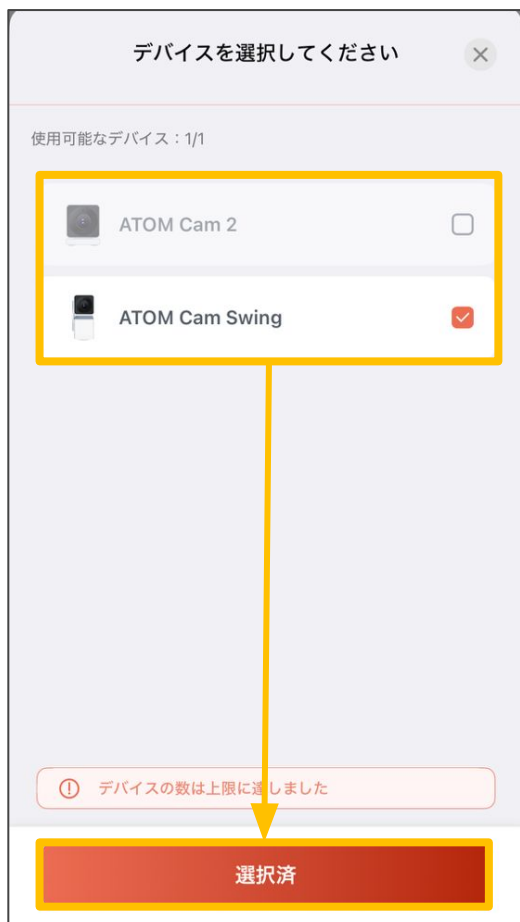 デバイスを選択してください
使用可能なデバイス：1/1
ATOM Cam 2
ATOM Cam Swing
デバイスの数は上限に達しました
選択済